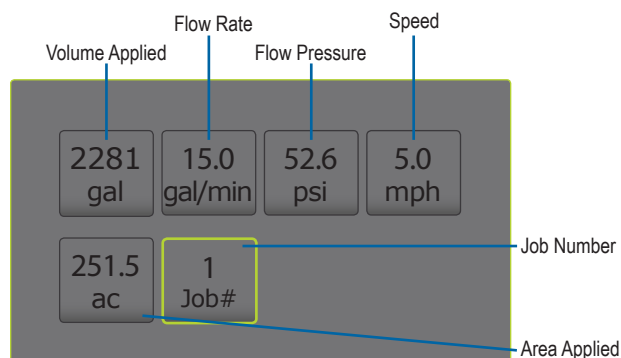 Flow Rate
Speed
Volume Applied
Flow Pressure
2281
gal
15.0
gal/min
52.6
psi
5.0
mph
251.5
ac
1
Job#
Job Number
Area Applied